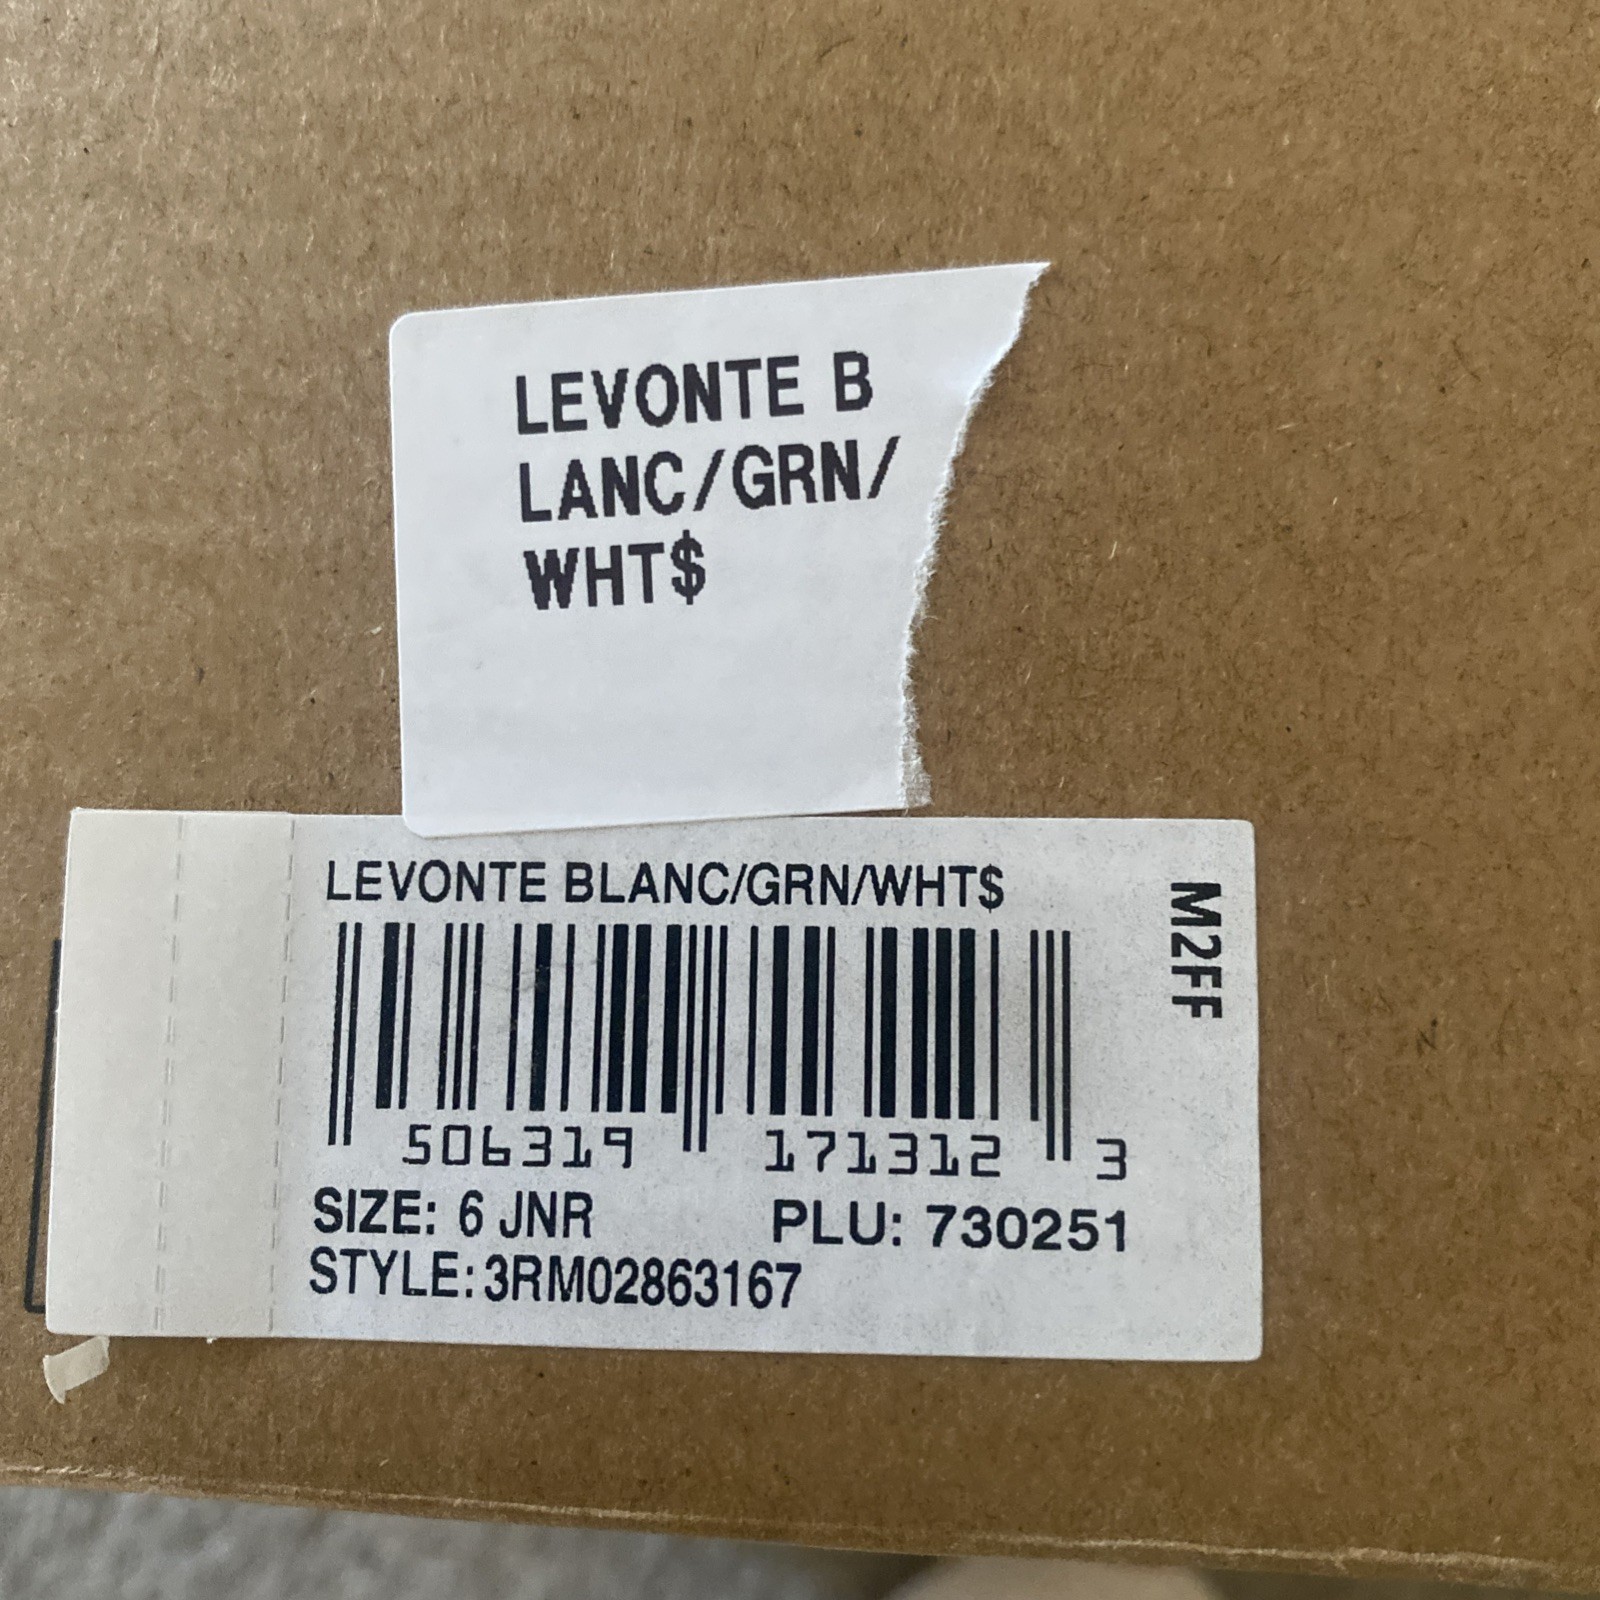 LEVONTE B
LANC/GRN/
WHT$
LEVONTE BLANC/GRN/WHT$
M2FF
506319 171312 3
SIZE: 6 JNR PLU: 730251
STYLE: 3RM02863167